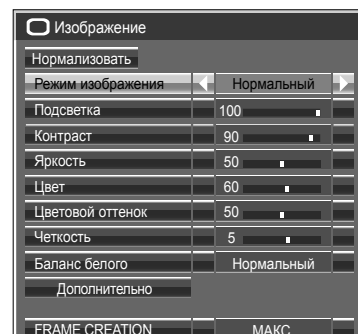 Изображение
Нормализовать
Режим изображения Нормальный
Подсветка 100
Контраст 90
Яркость 50
Цвет 60
Цветовой оттенок 50
Четкость 5
Баланс белого Нормальный
Дополнительно
FRAME CREATION МАКС